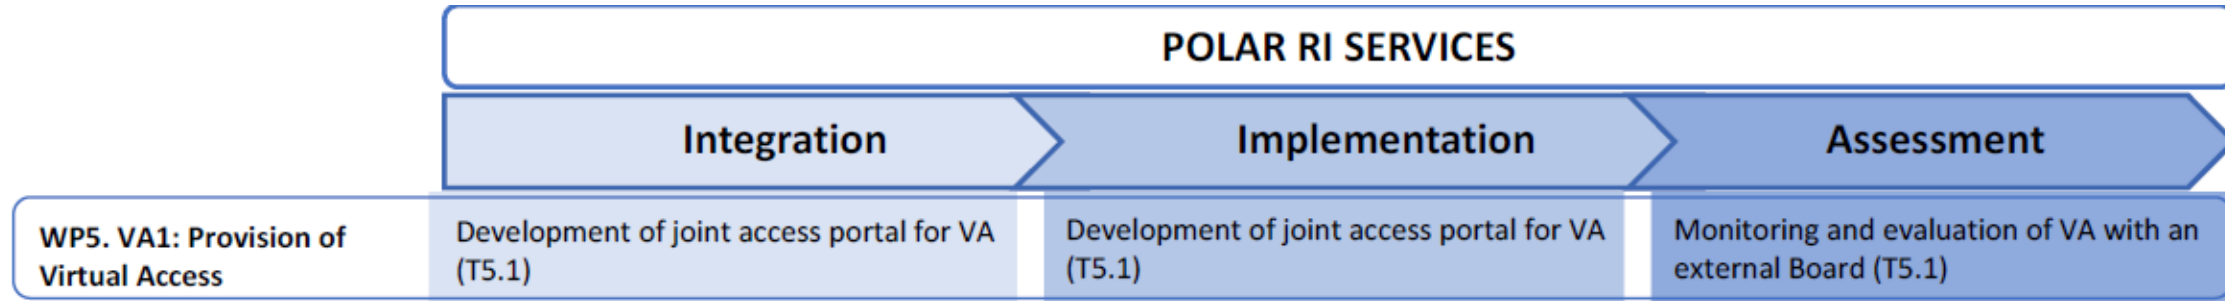 POLAR RI SERVICES
Integration
Implementation
Assessment
WP5. VA1: Provision of
Virtual Access
Development of joint access portal for VA
(T5.1)
Development of joint access portal for VA
(T5.1)
Monitoring and evaluation of VA with an
external Board (T5.1)